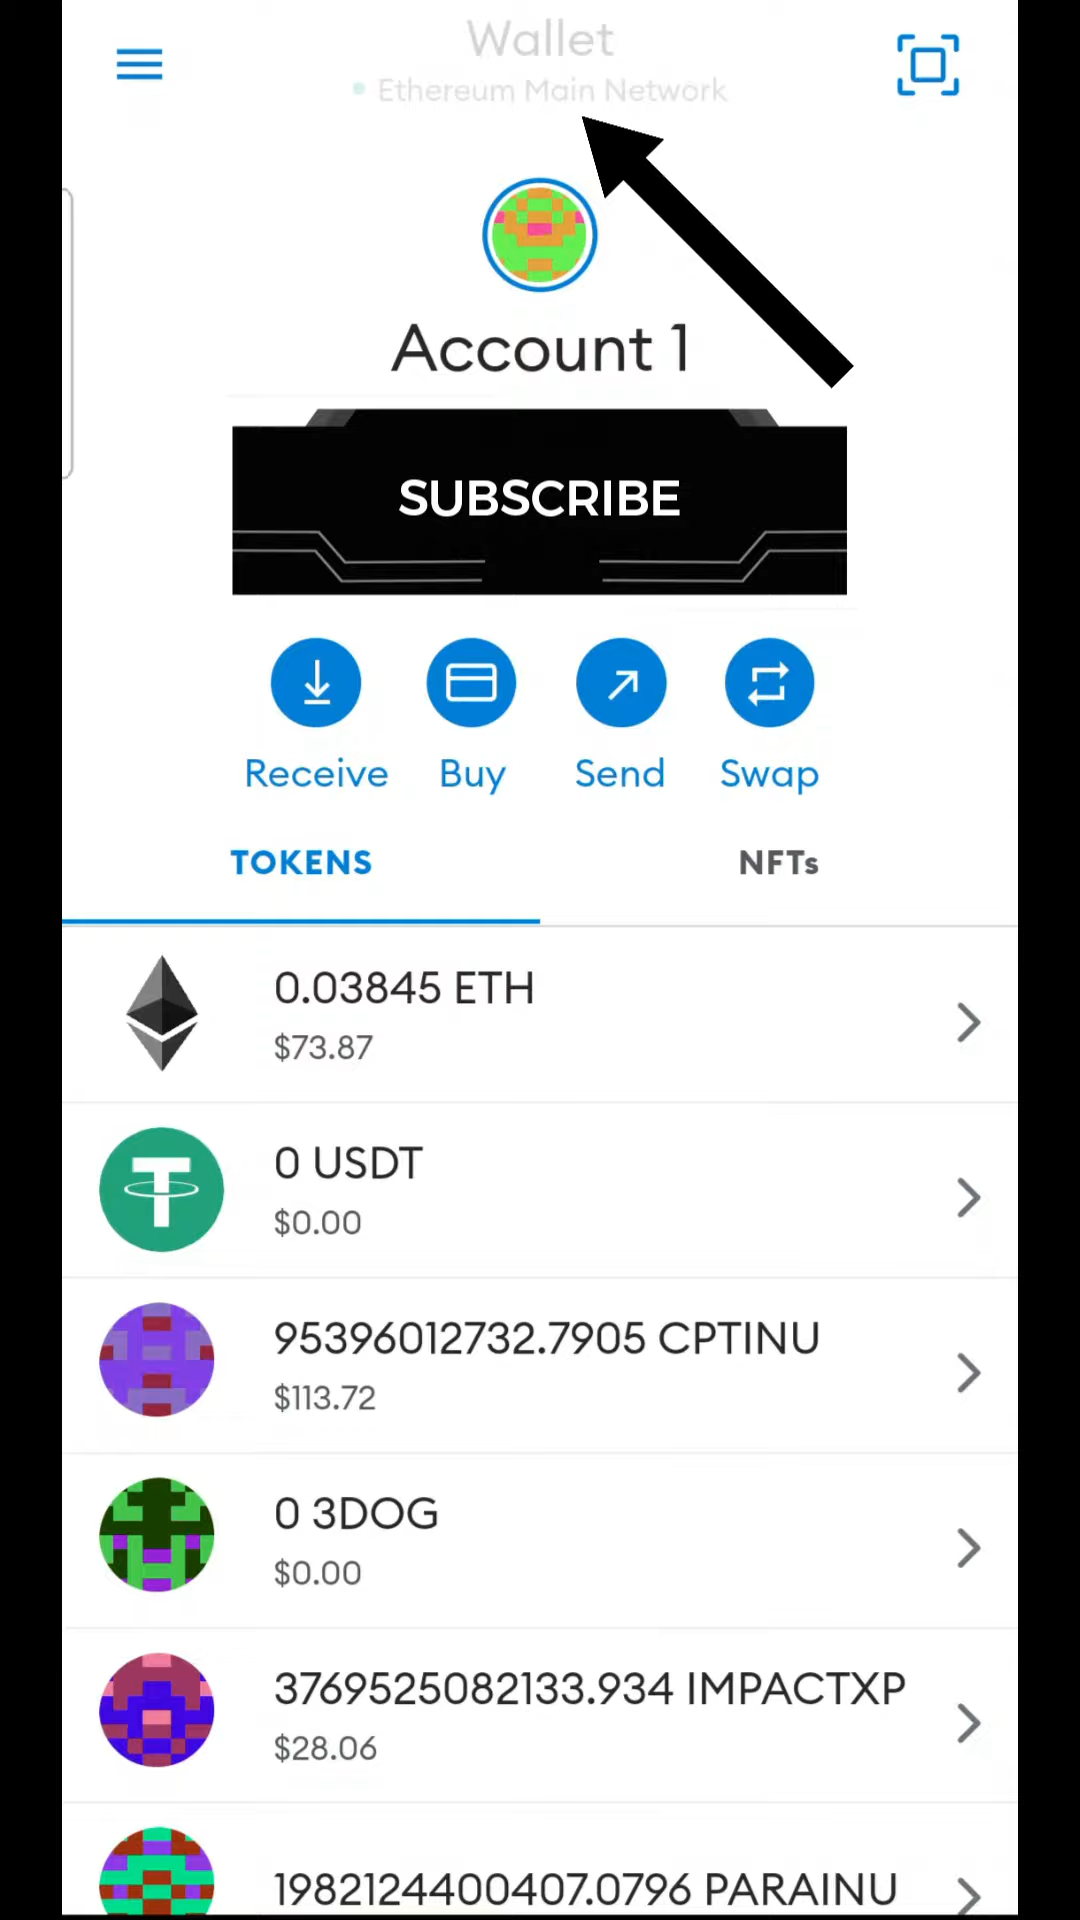 Wallet
Ethereum Main Network
Account 1
SUBSCRIBE
Receive Buy Send Swap
TOKENS NFTs
0.03845 ETH
$73.87
0 USDT
$0.00
95396012732.7905 CPTINU
$113.72
0 3DOG
$0.00
3769525082133.934 IMPACTXP
$28.06
1982124400407.0796 PARAINU